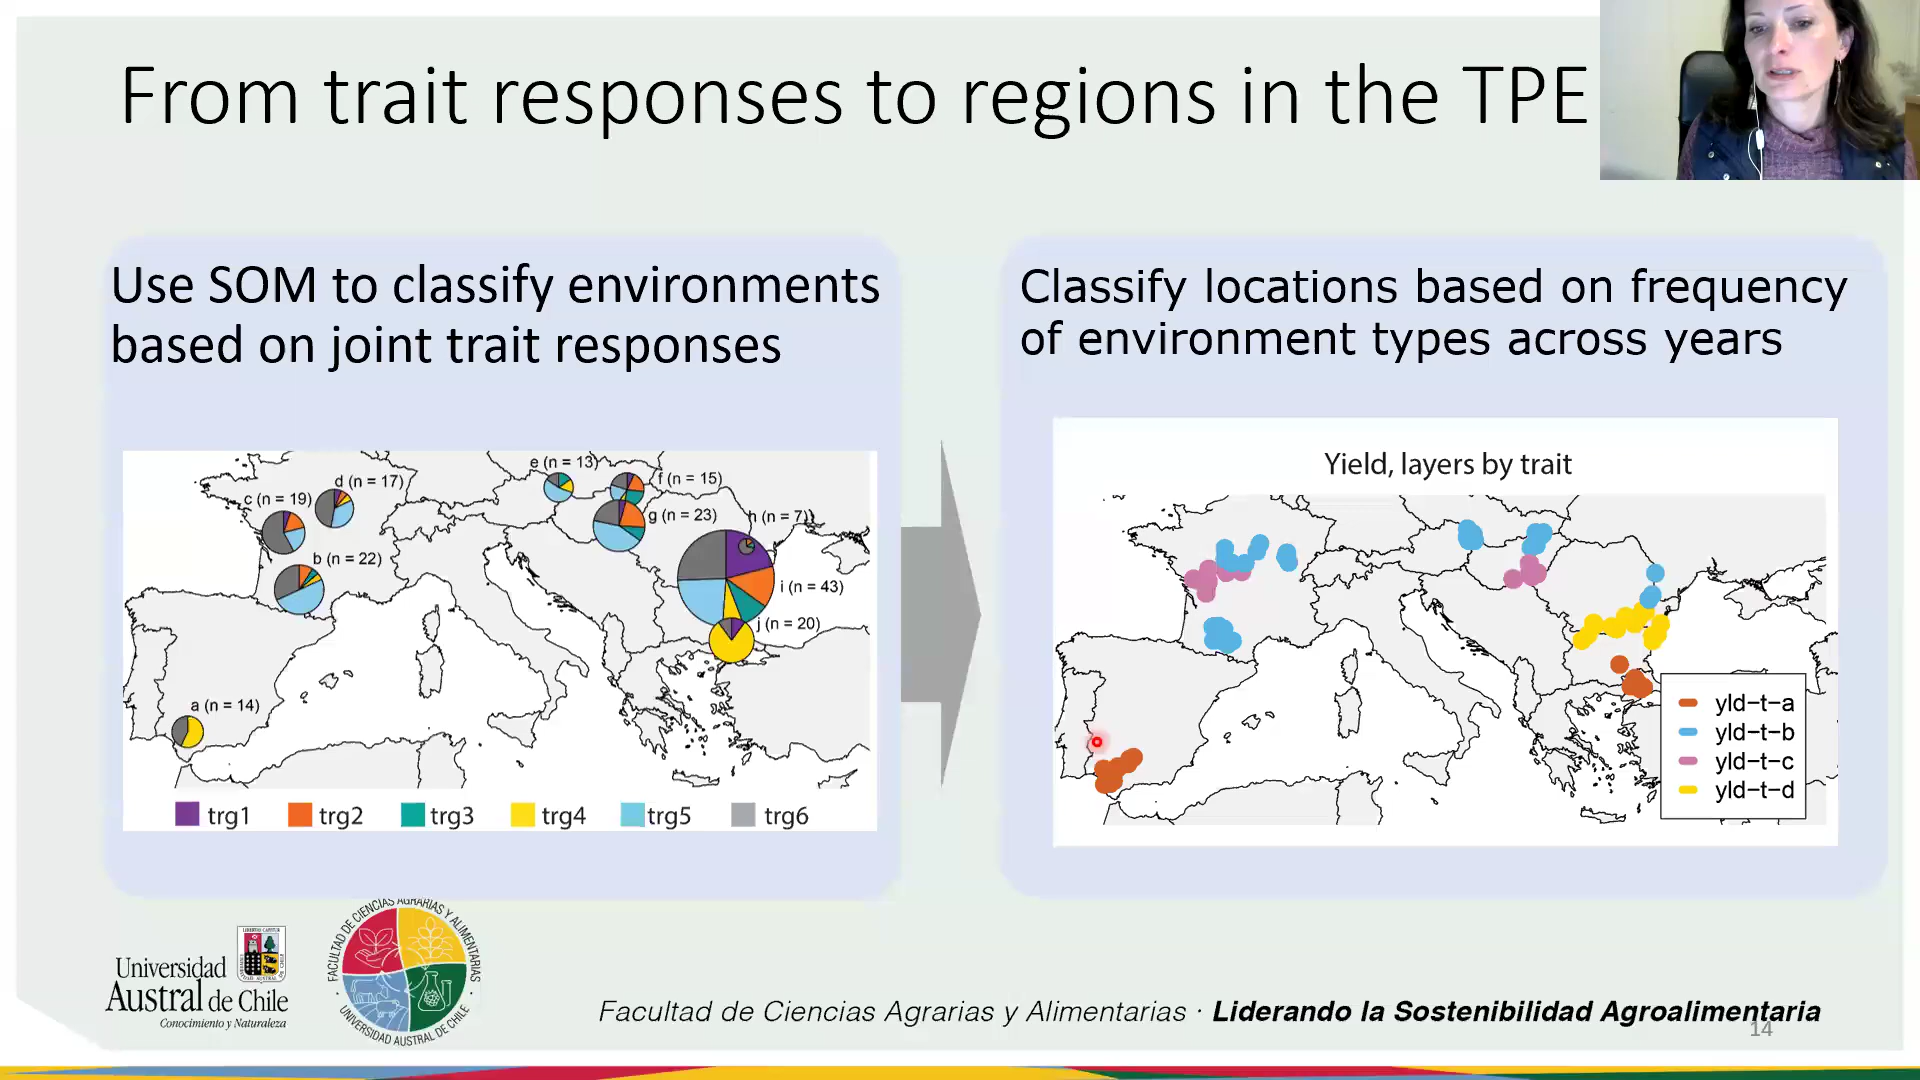 From trait responses to regions in the TPE
Use SOM to classify environments
based on joint trait responses
Classify locations based on frequency
of environment types across years
e (n = 13)
f (n = 15)
d (n = 17)
c (n = 19)
g (n = 23)
h (n = 7)
b (n = 22)
i (n = 43)
j (n = 20)
a (n = 14)
trg1 trg2 trg3 trg4 trg5 trg6
Yield, layers by trait
yld-t-a
yld-t-b
yld-t-c
yld-t-d
Universidad
Austral de Chile
Conocimiento y Naturaleza
FACULTAD DE CIENCIAS AGRARIAS Y ALIMENTARIAS
· UNIVERSIDAD AUSTRAL DE CHILE ·
Facultad de Ciencias Agrarias y Alimentarias · Liderando la Sostenibilidad Agroalimentaria
14